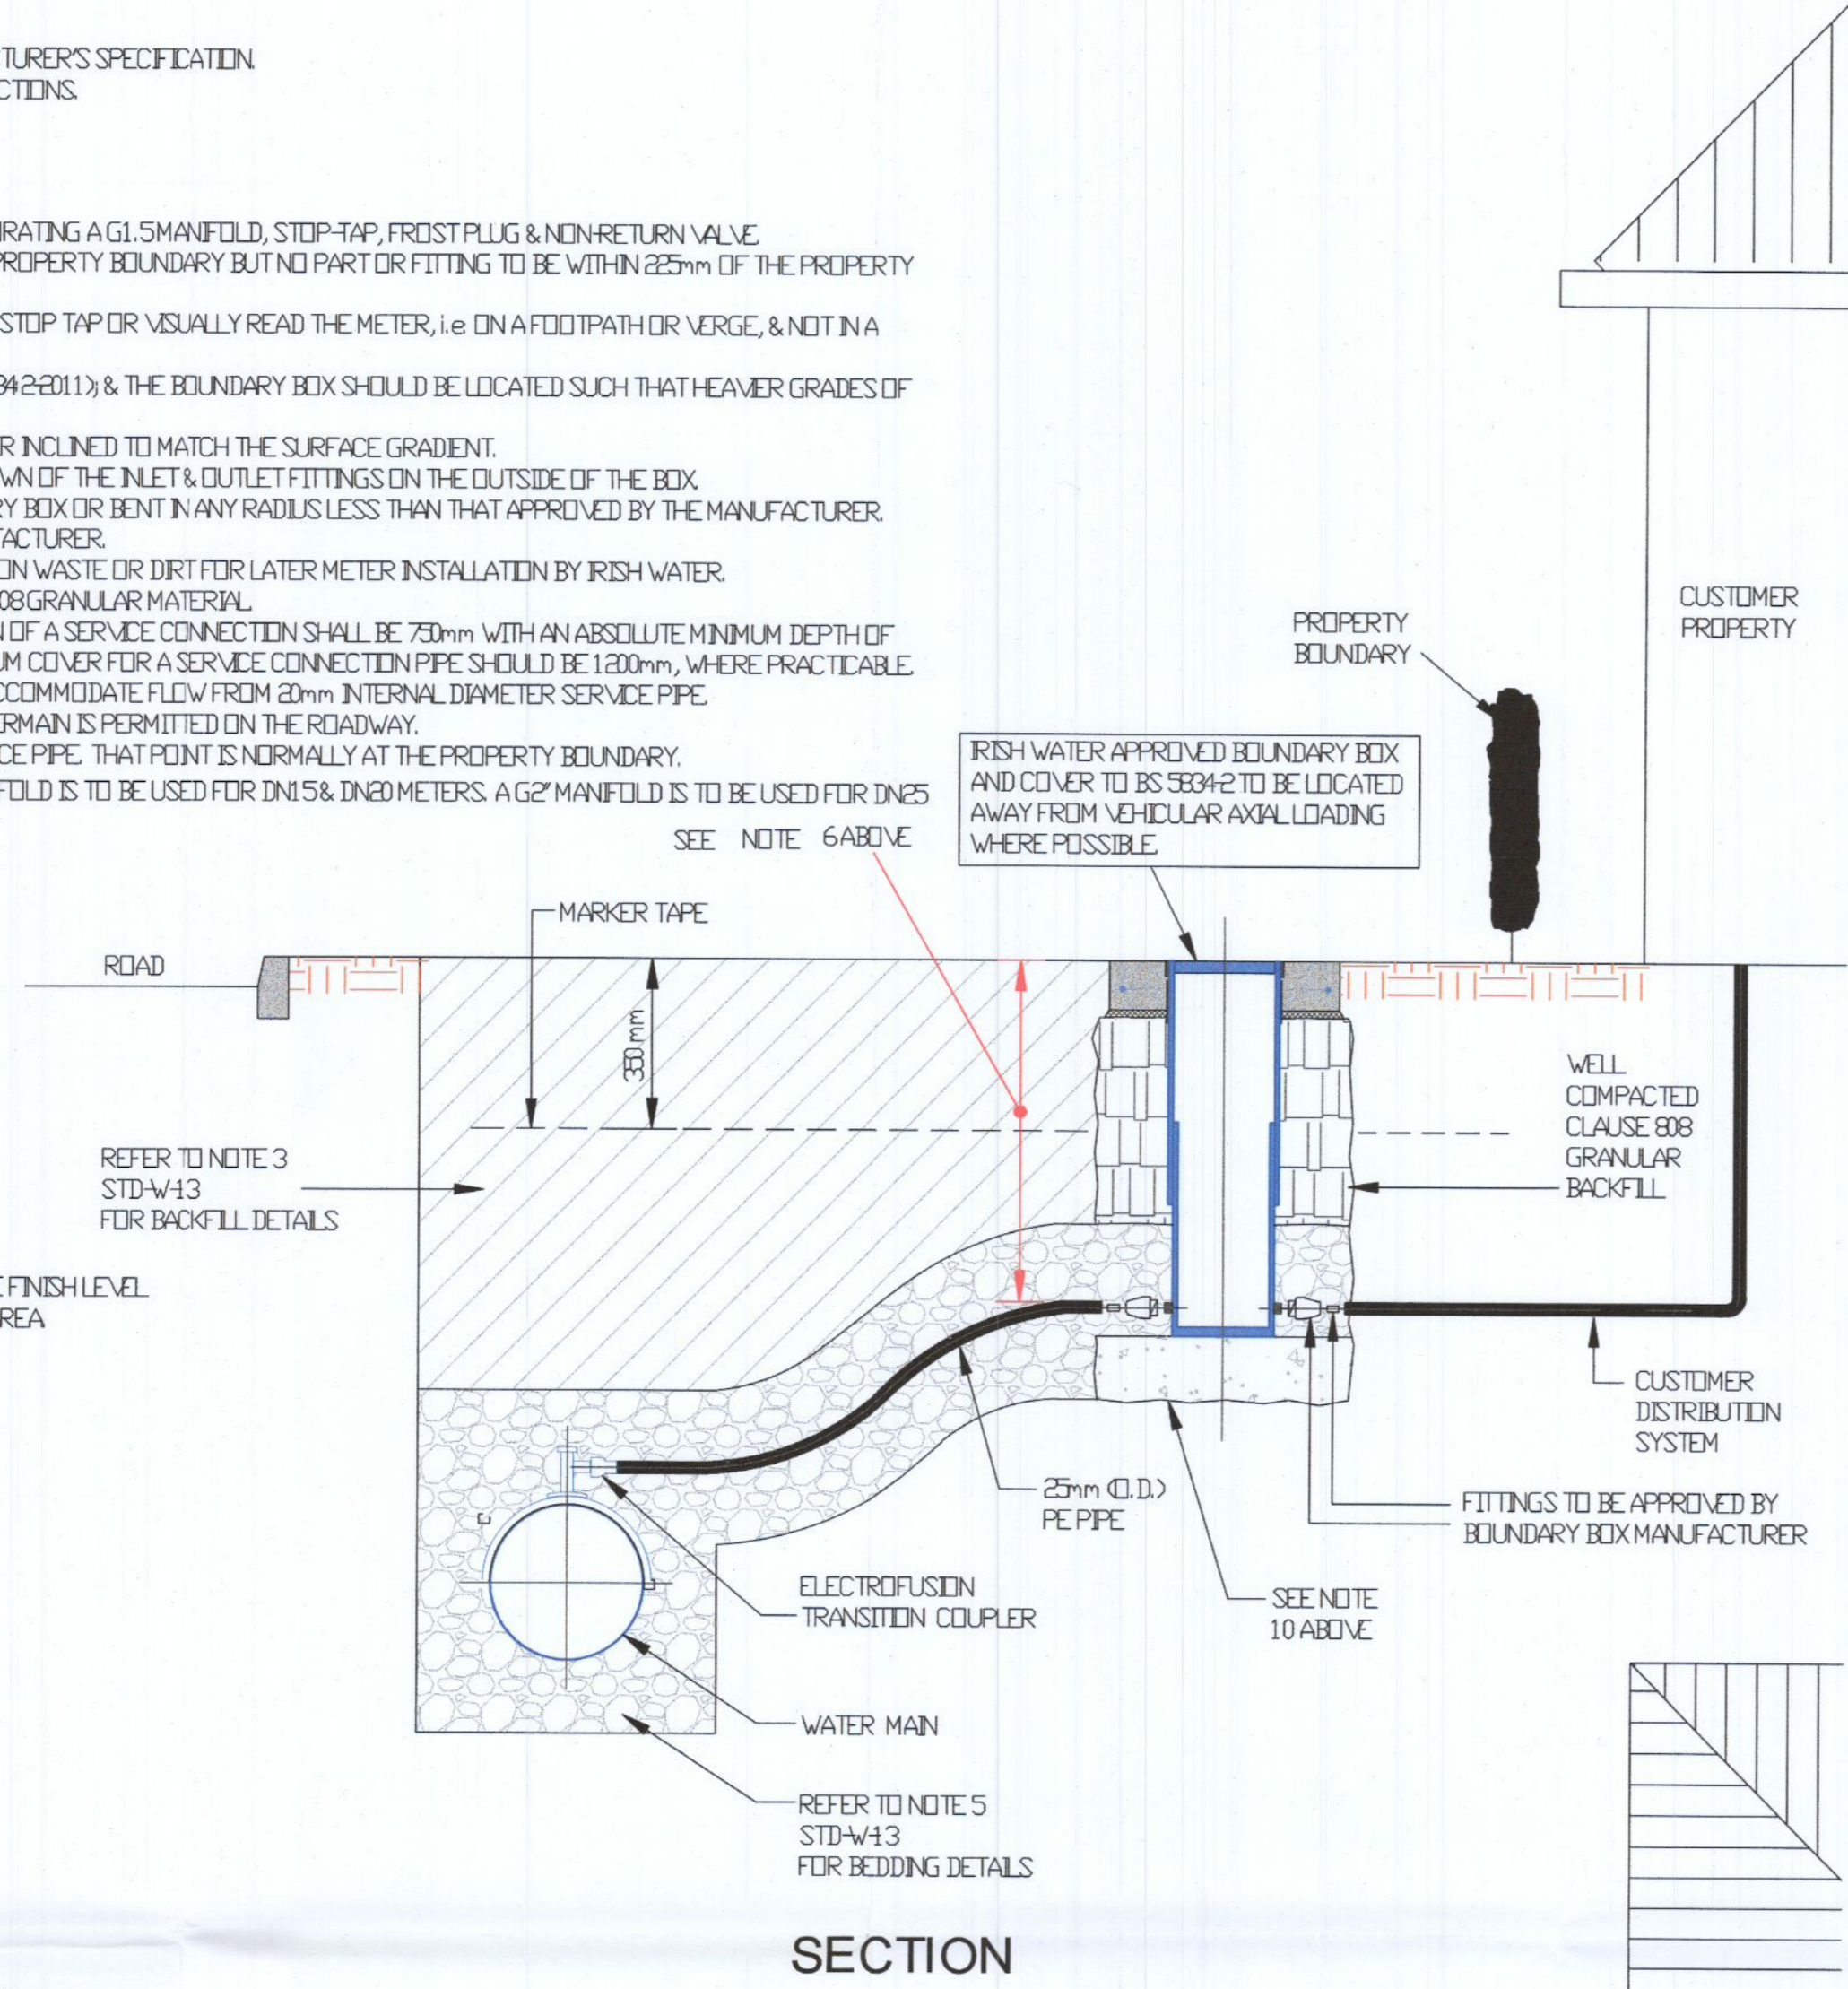 TURER'S SPECIFICATION.
CTIONS.
RATING A G1.5 MANIFOLD, STOP-TAP, FROST PLUG & NON-RETURN VALVE
PROPERTY BOUNDARY BUT NO PART OR FITTING TO BE WITHIN 225mm OF THE PROPERTY
STOP TAP OR VISUALLY READ THE METER, i.e ON A FOOTPATH OR VERGE, & NOT IN A
34-2-2011); & THE BOUNDARY BOX SHOULD BE LOCATED SUCH THAT HEAVIER GRADES OF
R INCLINED TO MATCH THE SURFACE GRADIENT.
WN OF THE INLET & OUTLET FITTINGS ON THE OUTSIDE OF THE BOX.
RY BOX OR BENT IN ANY RADIUS LESS THAN THAT APPROVED BY THE MANUFACTURER.
FACTURER.
ON WASTE OR DIRT FOR LATER METER INSTALLATION BY IRISH WATER.
08 GRANULAR MATERIAL.
N OF A SERVICE CONNECTION SHALL BE 750mm WITH AN ABSOLUTE MINIMUM DEPTH OF
UM COVER FOR A SERVICE CONNECTION PIPE SHOULD BE 1200mm, WHERE PRACTICABLE.
CCOMMODATE FLOW FROM 20mm INTERNAL DIAMETER SERVICE PIPE
ERMAIN IS PERMITTED ON THE ROADWAY.
CE PIPE. THAT POINT IS NORMALLY AT THE PROPERTY BOUNDARY.
FOLD IS TO BE USED FOR DN15 & DN20 METERS. A G2" MANIFOLD IS TO BE USED FOR DN25
SEE NOTE 6 ABOVE
IRISH WATER APPROVED BOUNDARY BOX
AND COVER TO BS 5834-2 TO BE LOCATED
AWAY FROM VEHICULAR AXIAL LOADING
WHERE POSSIBLE
PROPERTY
BOUNDARY
CUSTOMER
PROPERTY
MARKER TAPE
ROAD
350 mm
WELL
COMPACTED
CLAUSE 808
GRANULAR
BACKFILL
REFER TO NOTE 3
STD-W-13
FOR BACKFILL DETAILS
E FINISH LEVEL
REA
CUSTOMER
DISTRIBUTION
SYSTEM
25mm (O.D.)
PE PIPE
FITTINGS TO BE APPROVED BY
BOUNDARY BOX MANUFACTURER
ELECTROFUSION
TRANSITION COUPLER
SEE NOTE
10 ABOVE
WATER MAIN
REFER TO NOTE 5
STD-W-13
FOR BEDDING DETAILS
SECTION